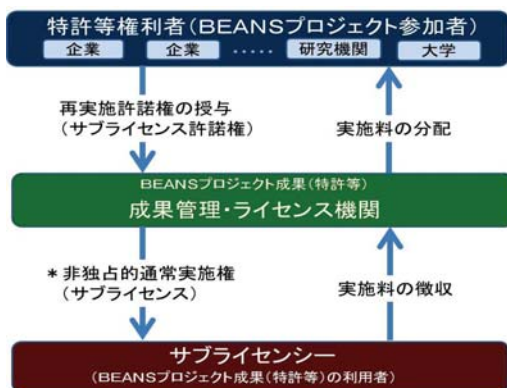 特許等権利者(BEANSプロジェクト参加者)
企業 企業 ····· 研究機関 大学
再実施許諾権の授与
(サブライセンス許諾権)
実施料の分配
BEANSプロジェクト成果(特許等)
成果管理・ライセンス機関
*非独占的通常実施権
(サブライセンス)
実施料の徴収
サブライセンシー
(BEANSプロジェクト成果(特許等)の利用者)